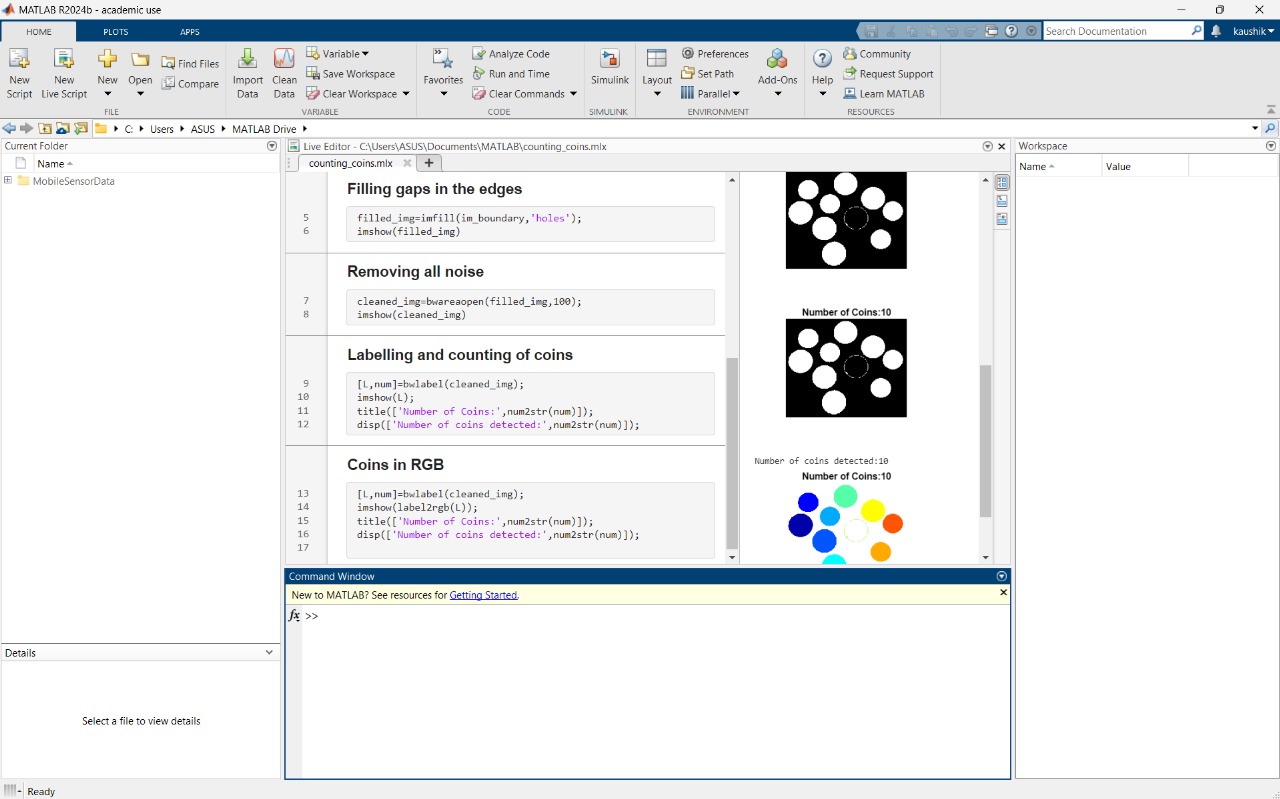 MATLAB R2024b - academic use
HOME
PLOTS
APPS
Search Documentation
kaushik
New Script
New Live Script
New
Open
Find Files
Compare
FILE
Import Data
Clean Data
Variable
Save Workspace
Clear Workspace
VARIABLE
Favorites
Analyze Code
Run and Time
Clear Commands
CODE
Simulink
SIMULINK
Layout
Preferences
Set Path
Parallel
Add-Ons
ENVIRONMENT
Help
Community
Request Support
Learn MATLAB
RESOURCES
C: Users ASUS MATLAB Drive
Current Folder
Name
MobileSensorData
Details
Select a file to view details
Live Editor - C:\Users\ASUS\Documents\MATLAB\counting_coins.mlx
counting_coins.mlx
Filling gaps in the edges
5 filled_img=imfill(im_boundary,'holes');
6 imshow(filled_img)
Removing all noise
7 cleaned_img=bwareaopen(filled_img,100);
8 imshow(cleaned_img)
Labelling and counting of coins
9 [L,num]=bwlabel(cleaned_img);
10 imshow(L);
11 title(['Number of Coins:',num2str(num)]);
12 disp(['Number of coins detected:',num2str(num)]);
Coins in RGB
13 [L,num]=bwlabel(cleaned_img);
14 imshow(label2rgb(L));
15 title(['Number of Coins:',num2str(num)]);
16 disp(['Number of coins detected:',num2str(num)]);
17
Number of Coins:10
Number of coins detected:10
Number of Coins:10
Command Window
New to MATLAB? See resources for Getting Started.
fx >>
Workspace
Name
Value
Ready